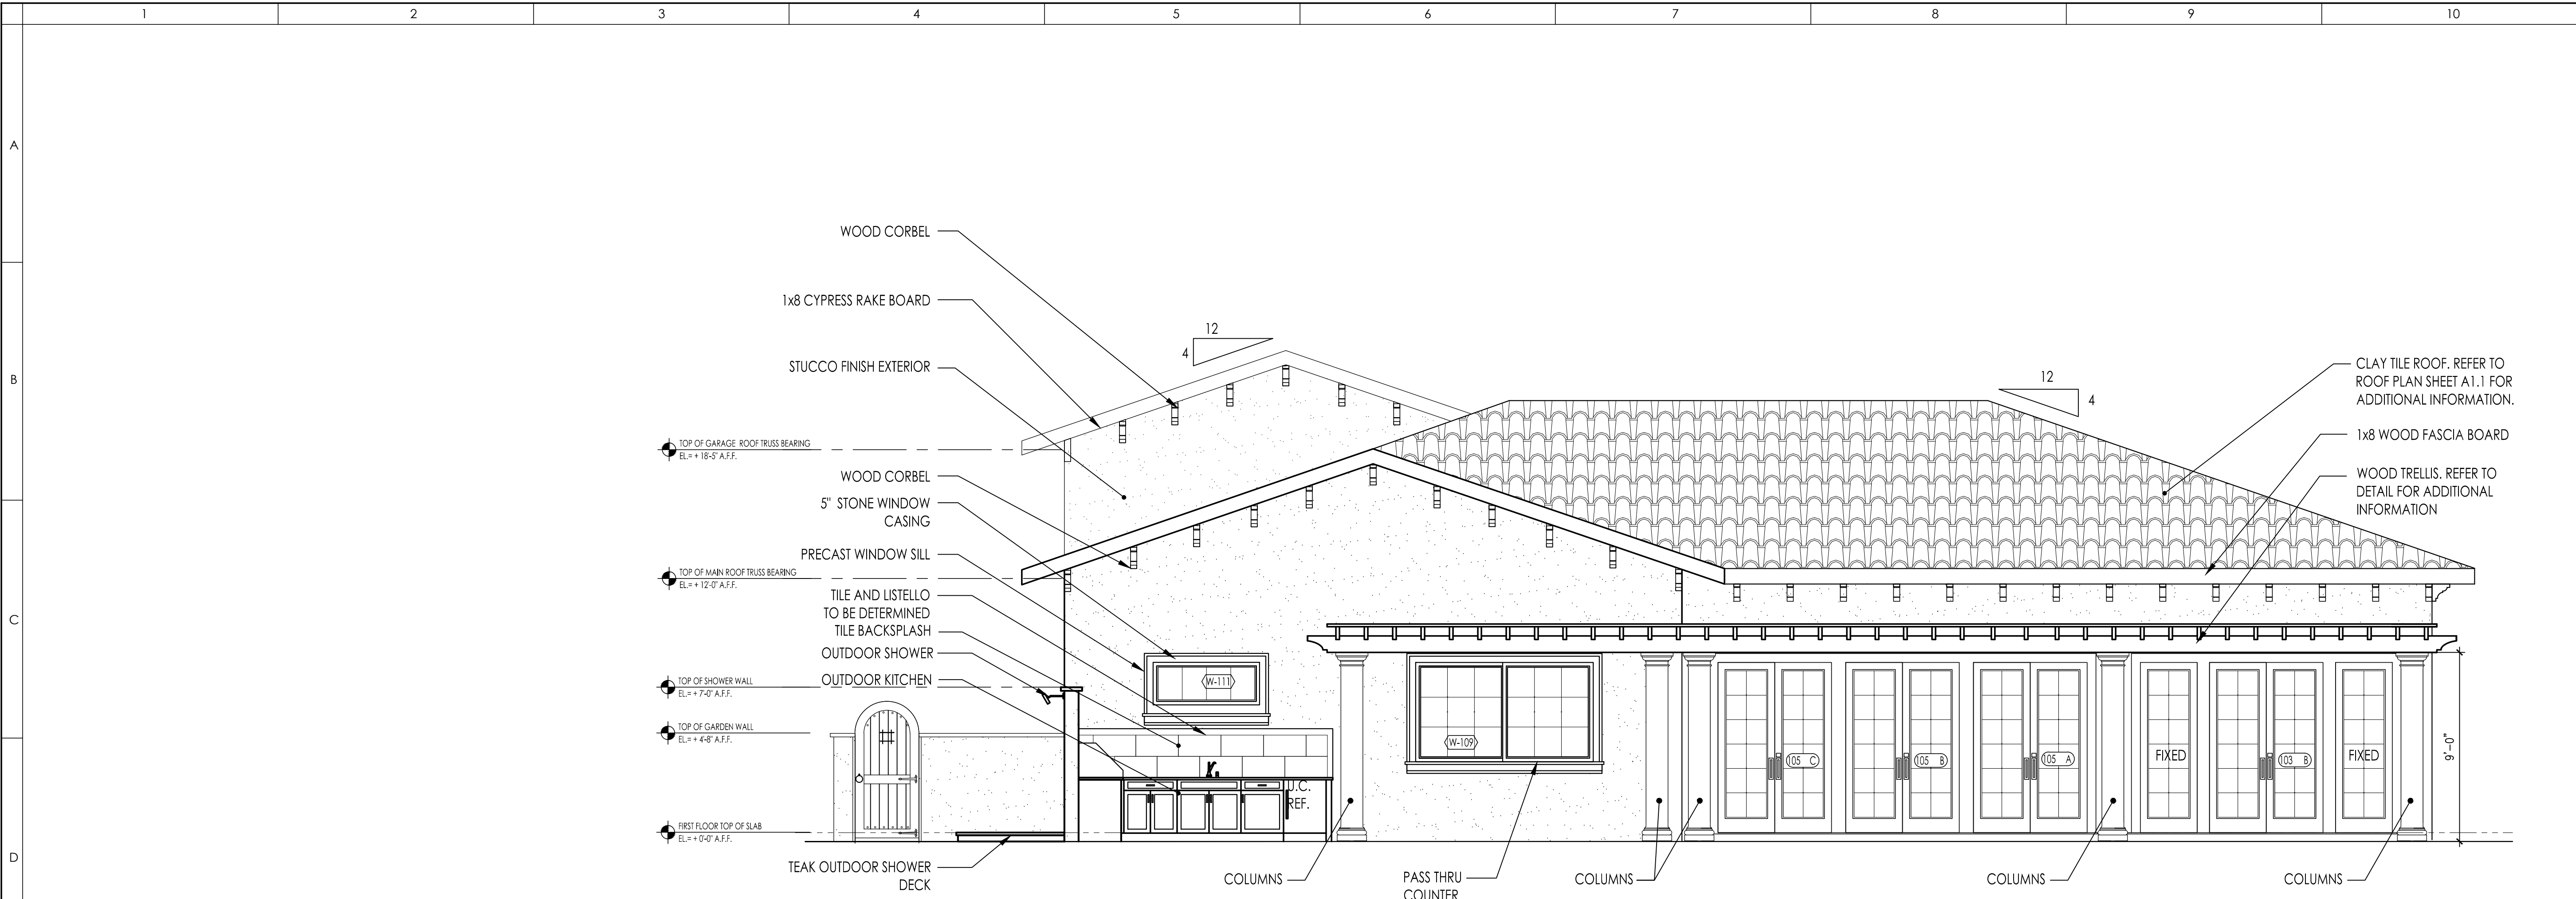 1 2 3 4 5 6 7 8 9 10
A
B
C
D
WOOD CORBEL
1x8 CYPRESS RAKE BOARD
STUCCO FINISH EXTERIOR
12
4
12
4
CLAY TILE ROOF. REFER TO
ROOF PLAN SHEET A1.1 FOR
ADDITIONAL INFORMATION.
1x8 WOOD FASCIA BOARD
WOOD TRELLIS. REFER TO
DETAIL FOR ADDITIONAL
INFORMATION
TOP OF GARAGE ROOF TRUSS BEARING
EL.= + 18'-5" A.F.F.
WOOD CORBEL
5" STONE WINDOW
CASING
PRECAST WINDOW SILL
TOP OF MAIN ROOF TRUSS BEARING
EL.= + 12'-0" A.F.F.
TILE AND LISTELLO
TO BE DETERMINED
TILE BACKSPLASH
OUTDOOR SHOWER
OUTDOOR KITCHEN
TOP OF SHOWER WALL
EL.= + 7'-0" A.F.F.
TOP OF GARDEN WALL
EL.= + 4'-8" A.F.F.
FIRST FLOOR TOP OF SLAB
EL.= + 0'-0" A.F.F.
W-111
W-109
U.C.
REF.
105 C
105 B
105 A
FIXED
103 B
FIXED
9'-0"
TEAK OUTDOOR SHOWER
DECK
COLUMNS
PASS THRU
COUNTER
COLUMNS
COLUMNS
COLUMNS